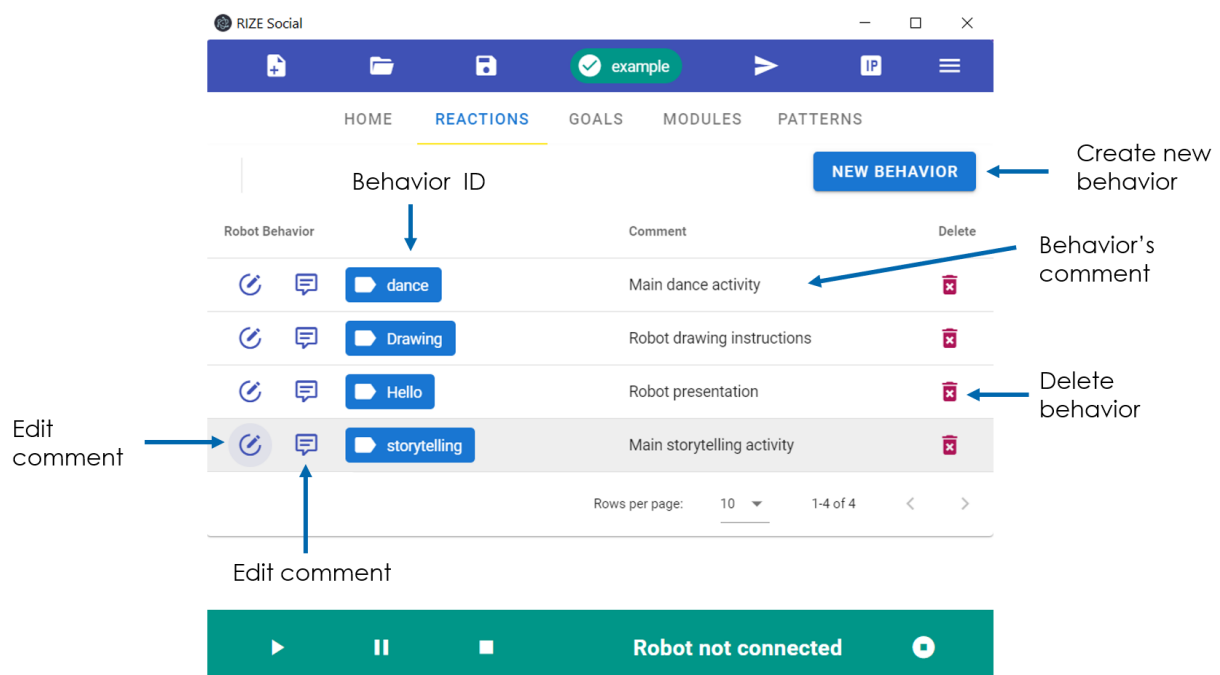 RIZE Social
example
IP
HOME REACTIONS GOALS MODULES PATTERNS
Create new
behavior
NEW BEHAVIOR
Behavior ID
Robot Behavior Comment Delete
Behavior's
comment
dance Main dance activity
Drawing Robot drawing instructions
Hello Robot presentation
Delete
behavior
Edit
comment
storytelling Main storytelling activity
Rows per page: 10 1-4 of 4
Edit comment
Robot not connected